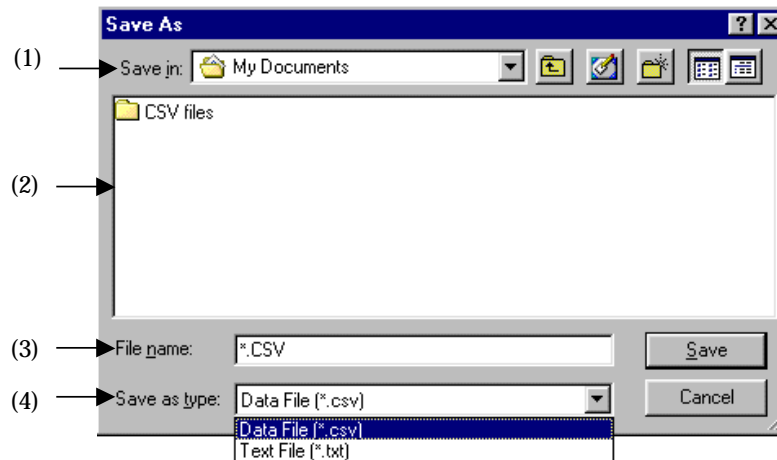 Save As
(1) Save in: My Documents
CSV files
(2)
(3) File name: *.CSV Save
(4) Save as type: Data File (*.csv) Cancel
Data File (*.csv)
Text File (*.txt)